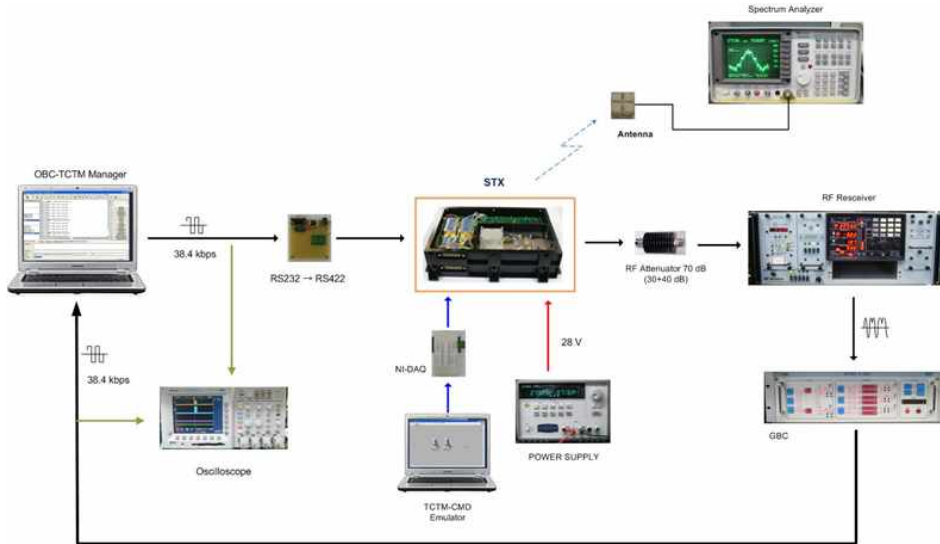 Spectrum Analyzer
Antenna
OBC-TCTM Manager
STX
RF Resceiver
38.4 kbps
RS232 → RS422
RF Attenuator 70 dB
(30+40 dB)
38.4 kbps
NI-DAQ
28 V
Oscilloscope
POWER SUPPLY
GBC
TCTM-CMD
Emulator